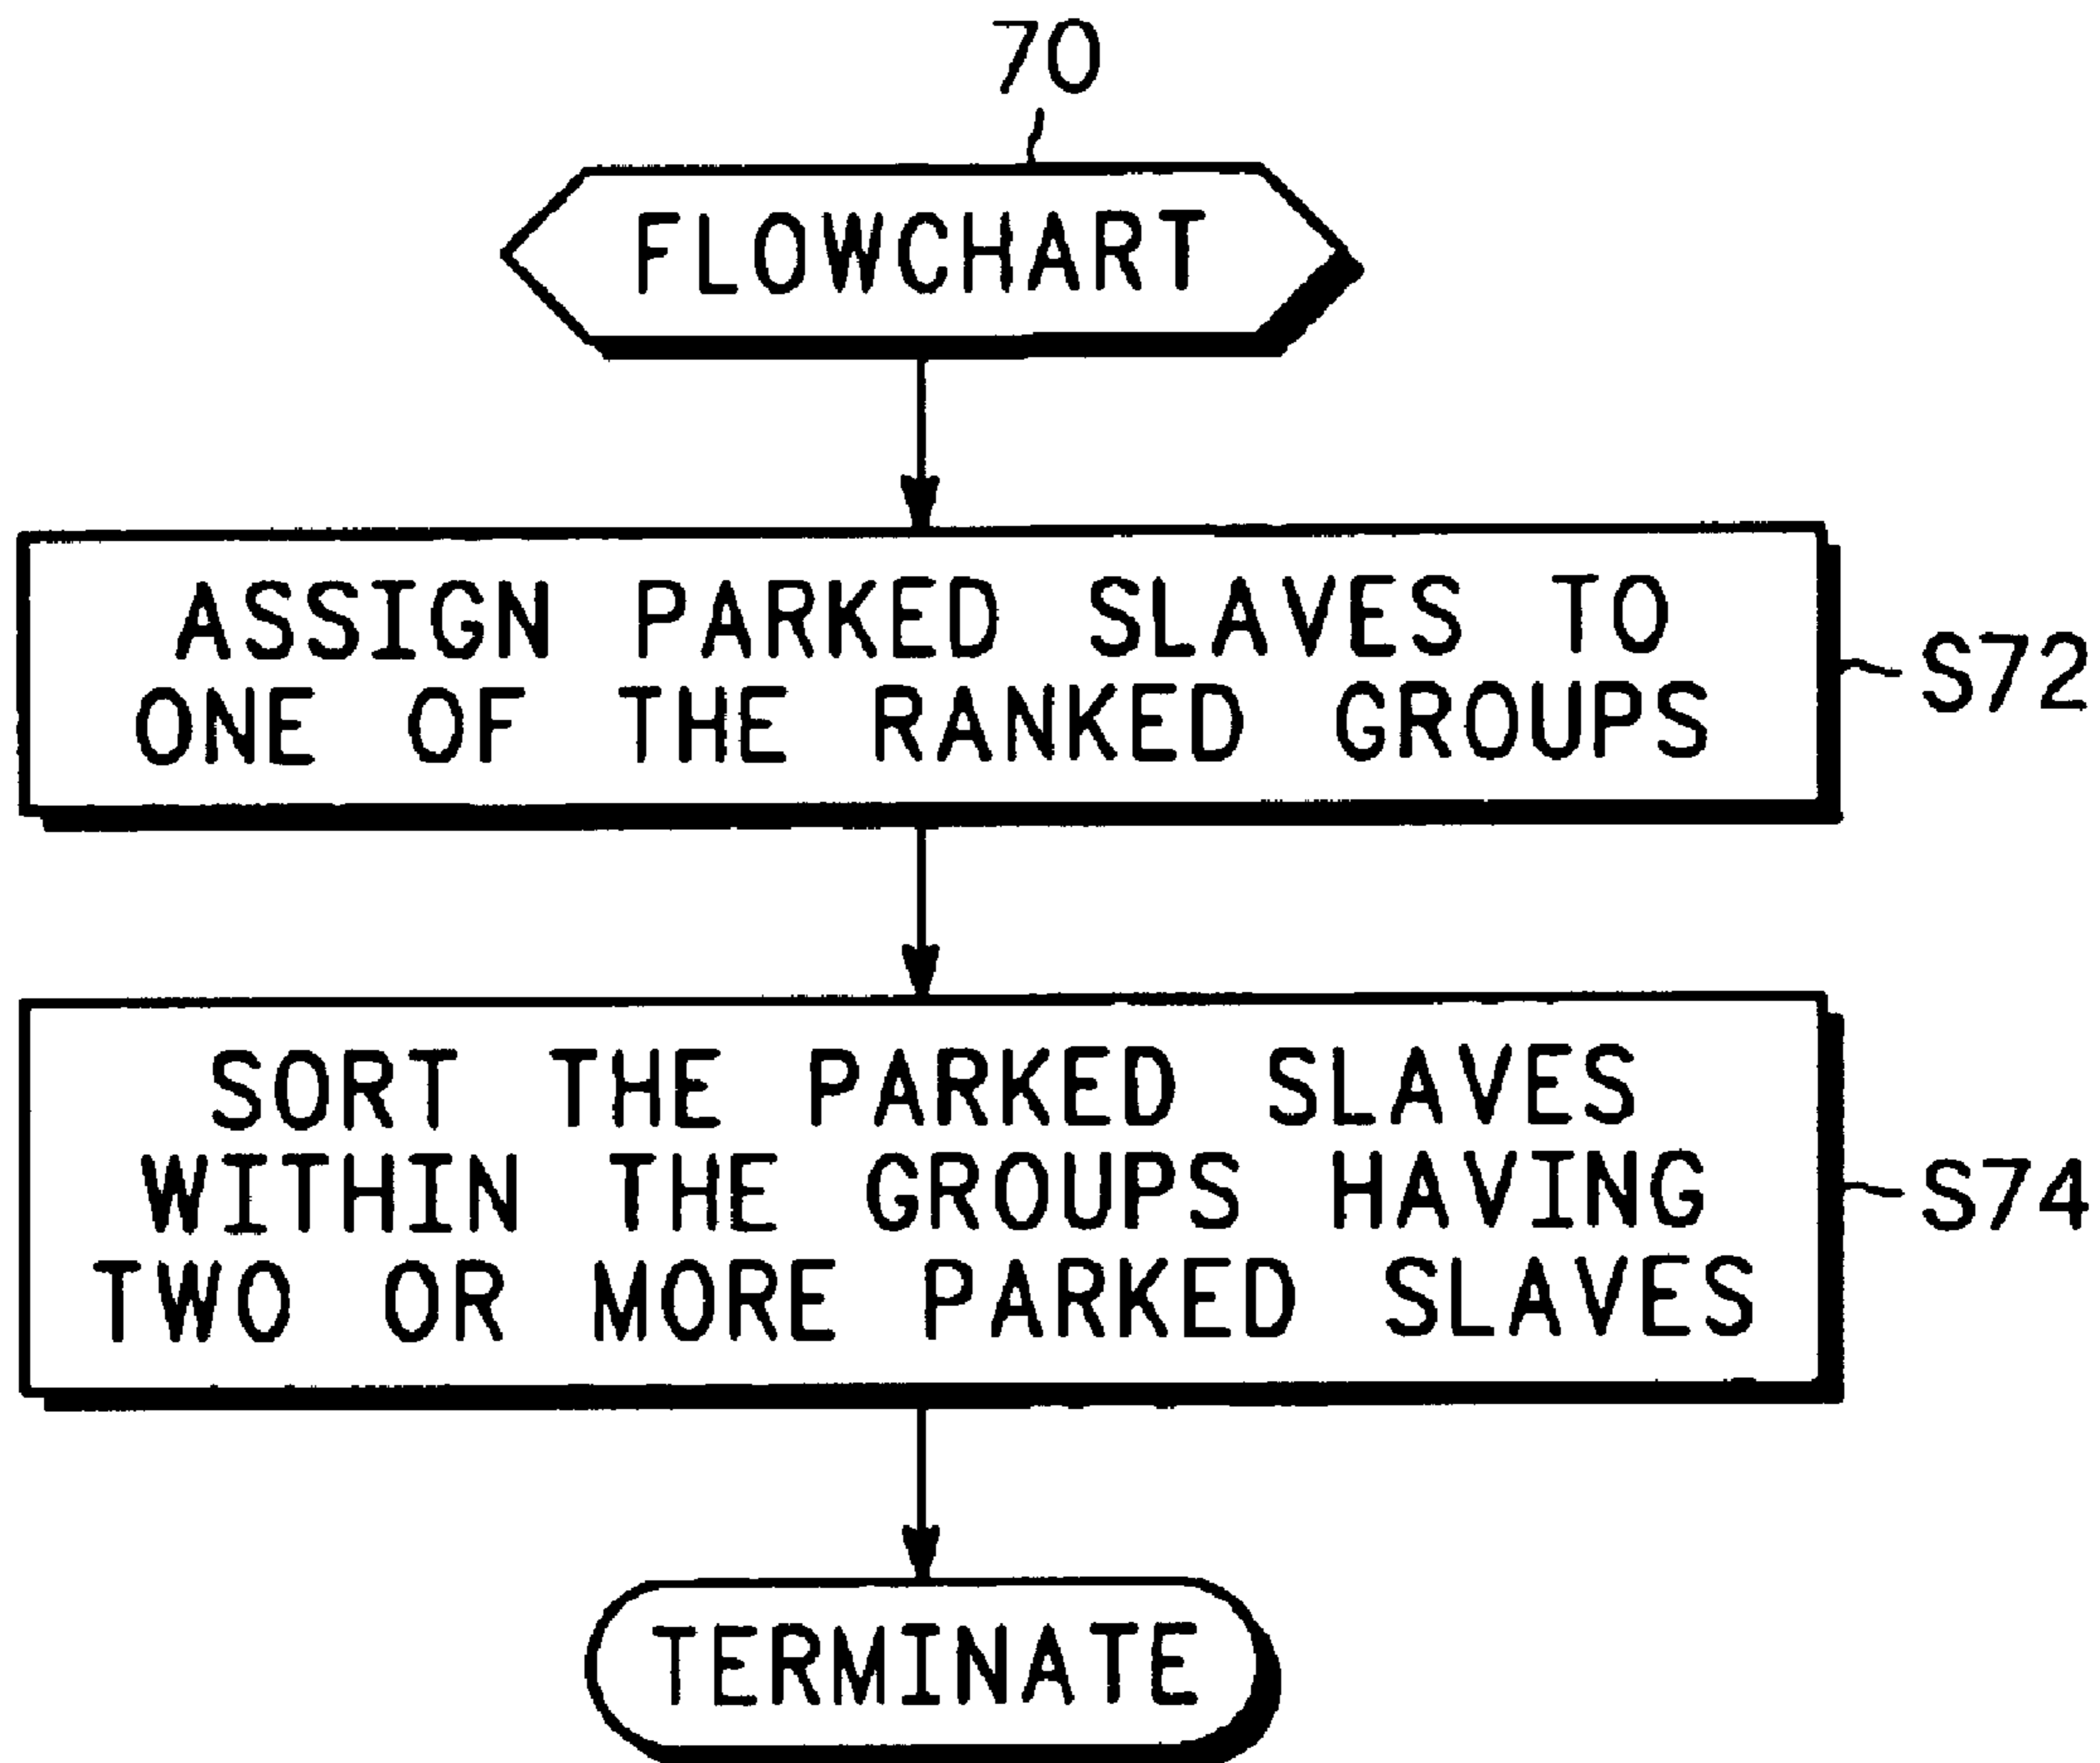 70
FLOWCHART
ASSIGN PARKED SLAVES TO
ONE OF THE RANKED GROUPS
S72
SORT THE PARKED SLAVES
WITHIN THE GROUPS HAVING
TWO OR MORE PARKED SLAVES
S74
TERMINATE